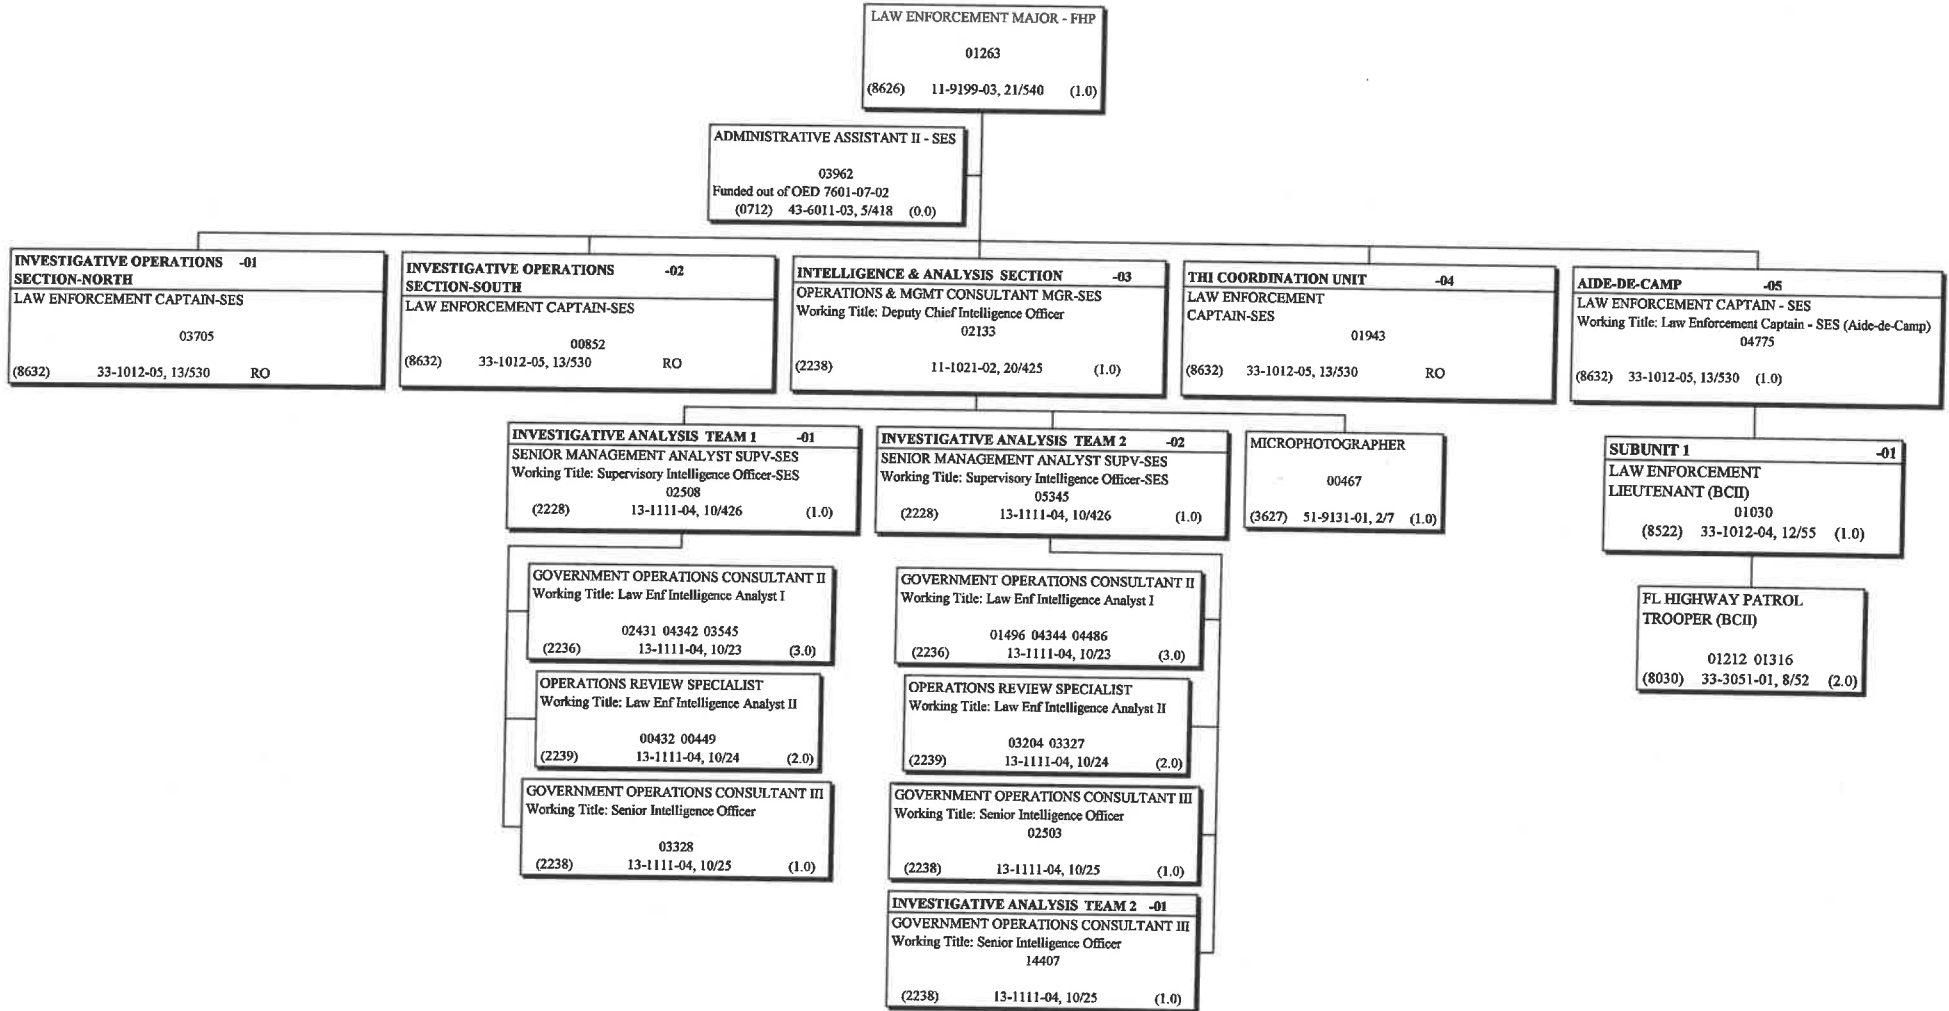 LAW ENFORCEMENT MAJOR - FHP
01263
(8626) 11-9199-03, 21/540 (1.0)
ADMINISTRATIVE ASSISTANT II - SES
03962
Funded out of OED 7601-07-02
(0712) 43-6011-03, 5/418 (0.0)
INVESTIGATIVE OPERATIONS -01
SECTION-NORTH
LAW ENFORCEMENT CAPTAIN-SES
03705
(8632) 33-1012-05, 13/530 RO
INVESTIGATIVE OPERATIONS -02
SECTION-SOUTH
LAW ENFORCEMENT CAPTAIN-SES
00852
(8632) 33-1012-05, 13/530 RO
INTELLIGENCE & ANALYSIS SECTION -03
OPERATIONS & MGMT CONSULTANT MGR-SES
Working Title: Deputy Chief Intelligence Officer
02133
(2238) 11-1021-02, 20/425 (1.0)
THI COORDINATION UNIT -04
LAW ENFORCEMENT
CAPTAIN-SES
01943
(8632) 33-1012-05, 13/530 RO
AIDE-DE-CAMP -05
LAW ENFORCEMENT CAPTAIN - SES
Working Title: Law Enforcement Captain - SES (Aide-de-Camp)
04775
(8632) 33-1012-05, 13/530 (1.0)
INVESTIGATIVE ANALYSIS TEAM 1 -01
SENIOR MANAGEMENT ANALYST SUPV-SES
Working Title: Supervisory Intelligence Officer-SES
02508
(2228) 13-1111-04, 10/426 (1.0)
INVESTIGATIVE ANALYSIS TEAM 2 -02
SENIOR MANAGEMENT ANALYST SUPV-SES
Working Title: Supervisory Intelligence Officer-SES
05345
(2228) 13-1111-04, 10/426 (1.0)
MICROPHOTOGRAPHER
00467
(3627) 51-9131-01, 2/7 (1.0)
SUBUNIT 1 -01
LAW ENFORCEMENT
LIEUTENANT (BCII)
01030
(8522) 33-1012-04, 12/55 (1.0)
GOVERNMENT OPERATIONS CONSULTANT II
Working Title: Law Enf Intelligence Analyst I
02431 04342 03545
(2236) 13-1111-04, 10/23 (3.0)
OPERATIONS REVIEW SPECIALIST
Working Title: Law Enf Intelligence Analyst II
00432 00449
(2239) 13-1111-04, 10/24 (2.0)
GOVERNMENT OPERATIONS CONSULTANT III
Working Title: Senior Intelligence Officer
03328
(2238) 13-1111-04, 10/25 (1.0)
GOVERNMENT OPERATIONS CONSULTANT II
Working Title: Law Enf Intelligence Analyst I
01496 04344 04486
(2236) 13-1111-04, 10/23 (3.0)
OPERATIONS REVIEW SPECIALIST
Working Title: Law Enf Intelligence Analyst II
03204 03327
(2239) 13-1111-04, 10/24 (2.0)
GOVERNMENT OPERATIONS CONSULTANT III
Working Title: Senior Intelligence Officer
02503
(2238) 13-1111-04, 10/25 (1.0)
INVESTIGATIVE ANALYSIS TEAM 2 -01
GOVERNMENT OPERATIONS CONSULTANT III
Working Title: Senior Intelligence Officer
14407
(2238) 13-1111-04, 10/25 (1.0)
FL HIGHWAY PATROL
TROOPER (BCII)
01212 01316
(8030) 33-3051-01, 8/52 (2.0)